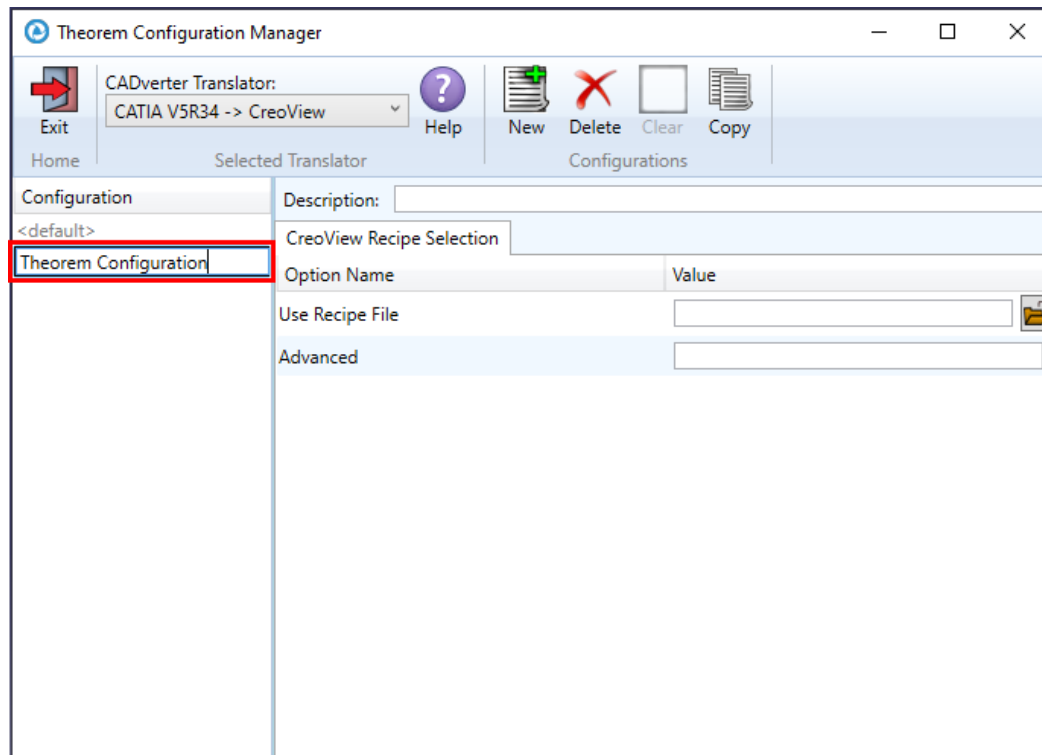 Theorem Configuration Manager
CADverter Translator:
CATIA V5R34 -> CreoView
Exit
Help
New
Delete
Clear
Copy
Home
Selected Translator
Configurations
Configuration
Description:
<default>
CreoView Recipe Selection
Theorem Configuration
Option Name
Value
Use Recipe File
Advanced